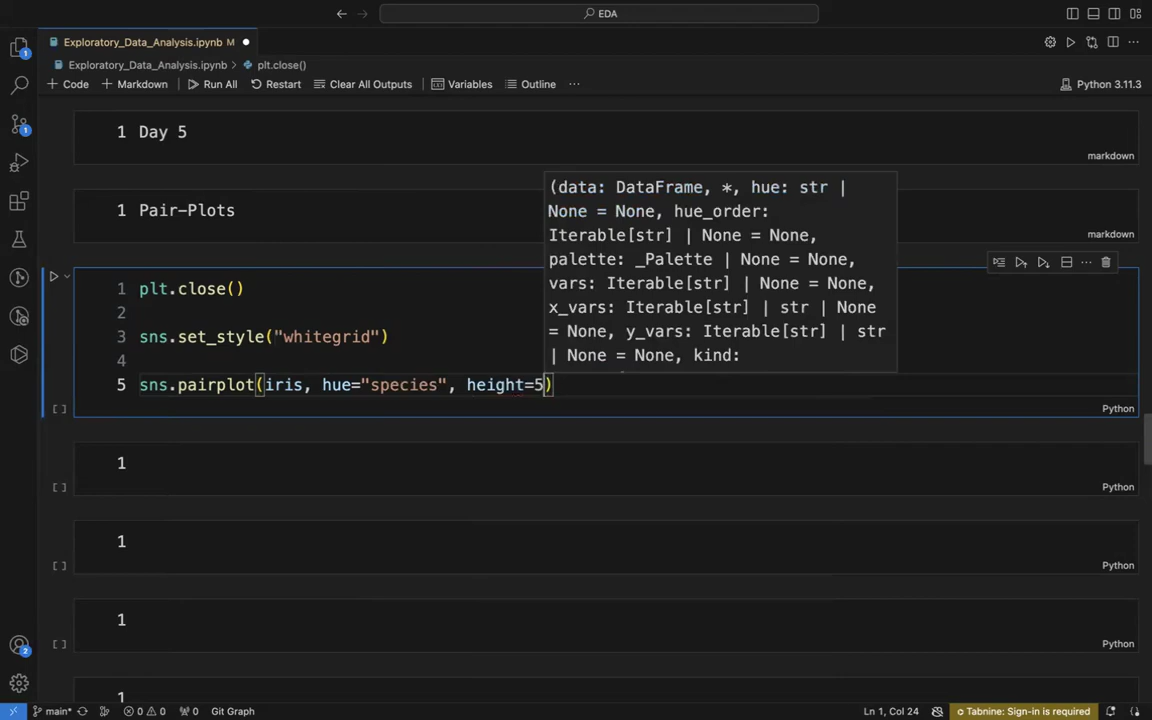 EDA
Exploratory_Data_Analysis.ipynb M
Exploratory_Data_Analysis.ipynb > plt.close()
+ Code + Markdown Run All Restart Clear All Outputs Variables Outline ... Python 3.11.3
1 Day 5
markdown
1 Pair-Plots
markdown
(data: DataFrame, *, hue: str |
None = None, hue_order:
Iterable[str] | None = None,
palette: _Palette | None = None,
vars: Iterable[str] | None = None,
x_vars: Iterable[str] | str | None
= None, y_vars: Iterable[str] | str
| None = None, kind:
1 plt.close()
2
3 sns.set_style("whitegrid")
4
5 sns.pairplot(iris, hue="species", height=5)
[ ] Python
1
[ ] Python
1
[ ] Python
1
[ ] Python
1
1
1
2
main* 0 0 0 Git Graph Ln 1, Col 24 Tabnine: Sign-in is required